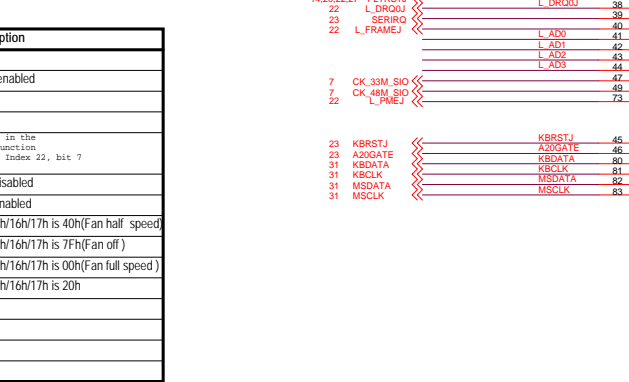 ption
enabled
in the
unction
Index 22, bit 7
isabled
nabled
h/16h/17h is 40h(Fan half speed)
h/16h/17h is 7Fh(Fan off )
h/16h/17h is 00h(Fan full speed )
h/16h/17h is 20h
22 L_DRQ0J L_DRQ0J 38
23 SERIRQ 39
22 L_FRAMEJ 40
L_AD0 41
L_AD1 42
L_AD2 43
L_AD3 44
7 CK_33M_SIO 47
7 CK_48M_SIO 49
22 L_PMEJ 73
23 KBRSTJ KBRSTJ 45
23 A20GATE A20GATE 46
31 KBDATA KBDATA 80
31 KBCLK KBCLK 81
31 MSDATA MSDATA 82
31 MSCLK MSCLK 83